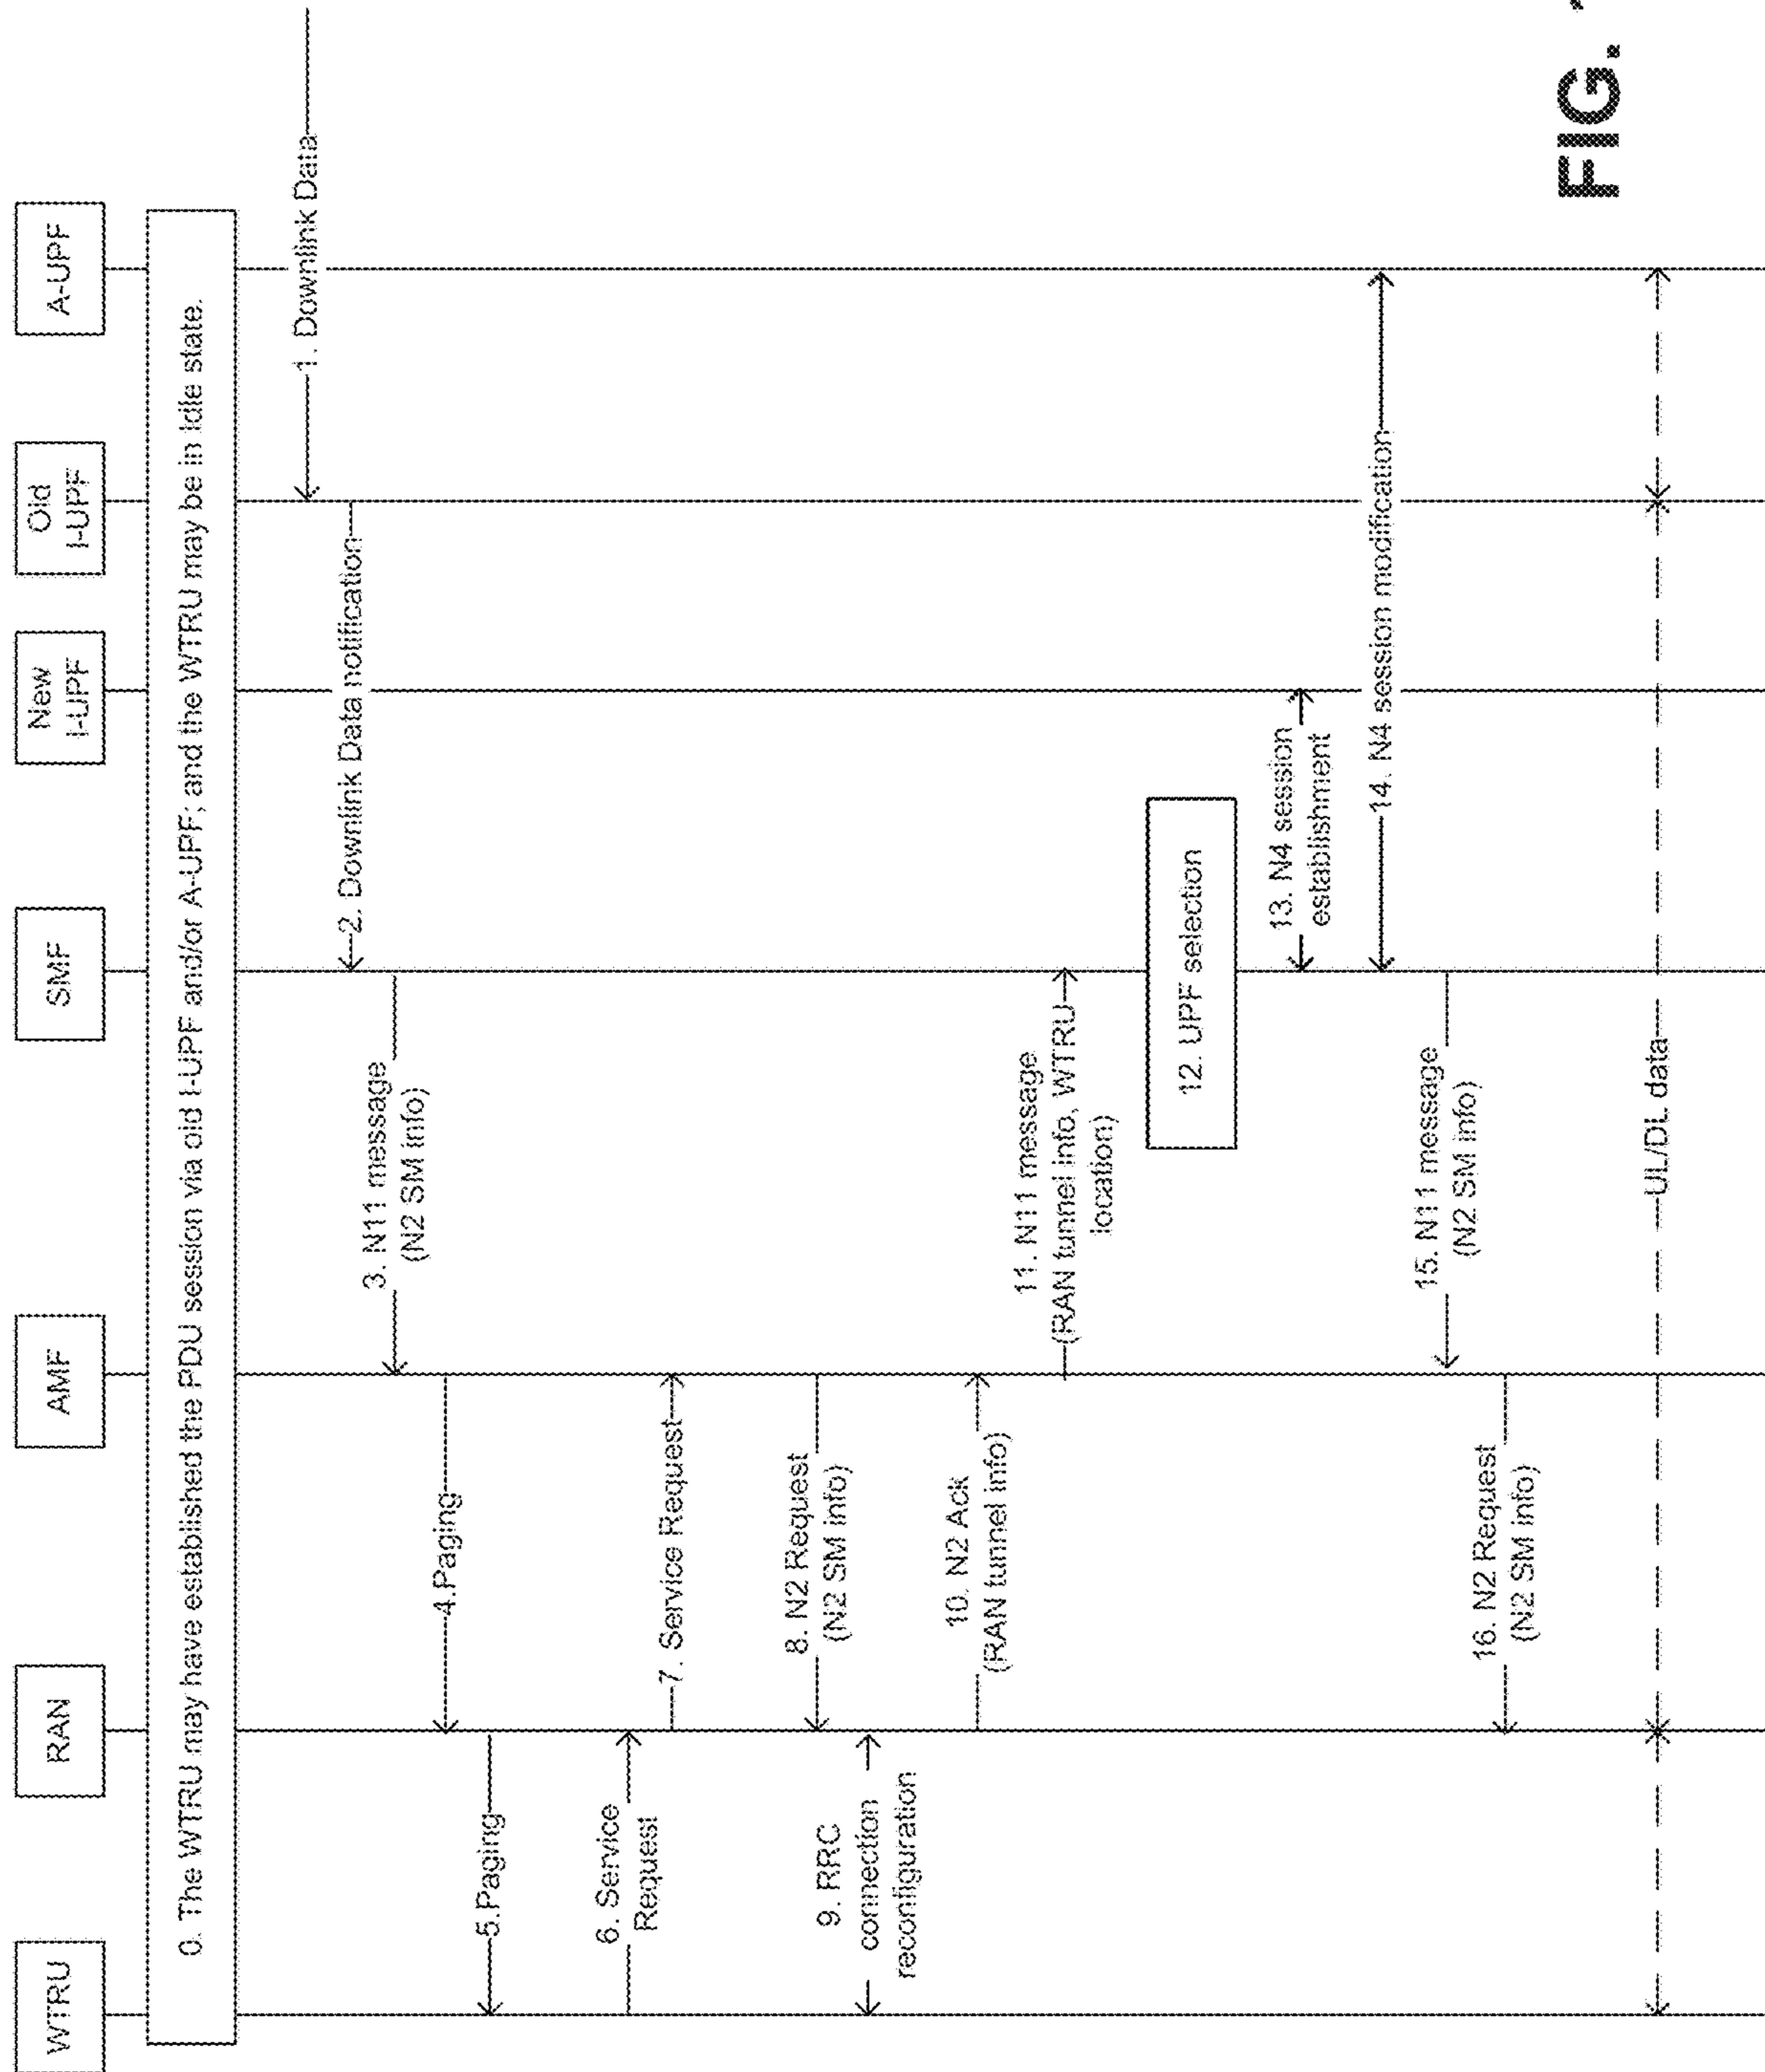 WTRU
RAN
AMF
SMF
New
I-UPF
Old
I-UPF
A-UPF
0. The WTRU may have established the PDU session via old I-UPF and/or A-UPF; and the WTRU may be in Idle state.
1. Downlink Data
2. Downlink Data notification
3. N11 message
(N2 SM info)
4.Paging
5.Paging
6. Service
Request
7. Service Request
8. N2 Request
(N2 SM info)
9. RRC
connection
reconfiguration
10. N2 Ack
(RAN tunnel info)
11. N11 message
(RAN tunnel info, WTRU
location)
12. UPF selection
13. N4 session
establishment
14. N4 session modification
15. N11 message
(N2 SM info)
16. N2 Request
(N2 SM info)
UL/DL data
FIG.